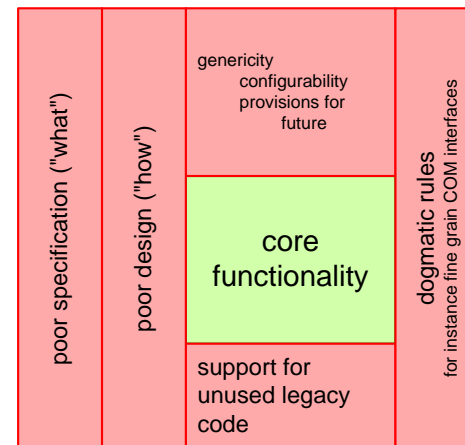 poor specification ("what")
poor design ("how")
genericity
configurability
provisions for
future
core
functionality
support for
unused legacy
code
dogmatic rules
for instance fine grain COM interfaces